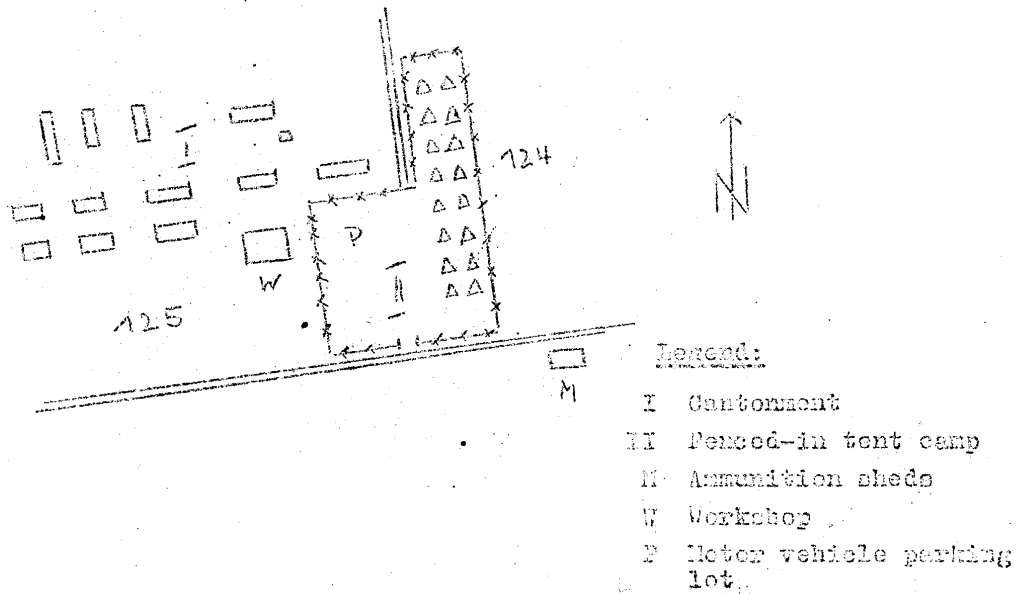 I
124
P
W
II
125
N
M
Legend:
I Cantonment
II Fenced-in tent camp
M Ammunition sheds
W Workshop
P Motor vehicle parking
lot